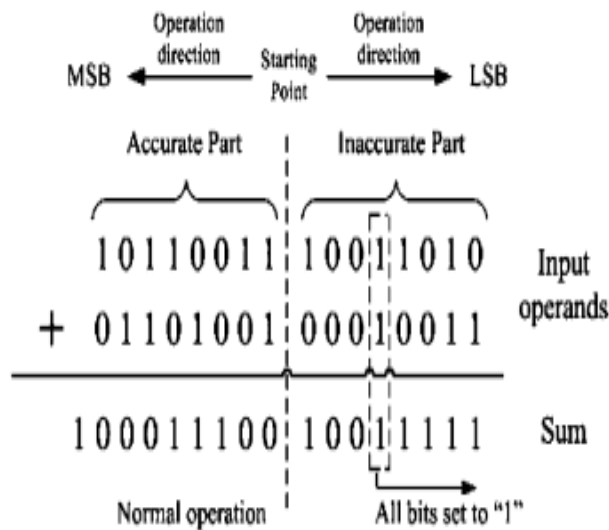 Operation direction
Operation direction
MSB
Starting Point
LSB
Accurate Part
Inaccurate Part
10110011 10011010
Input operands
+ 01101001 00010011
100011100 10011111
Sum
Normal operation
All bits set to “1”